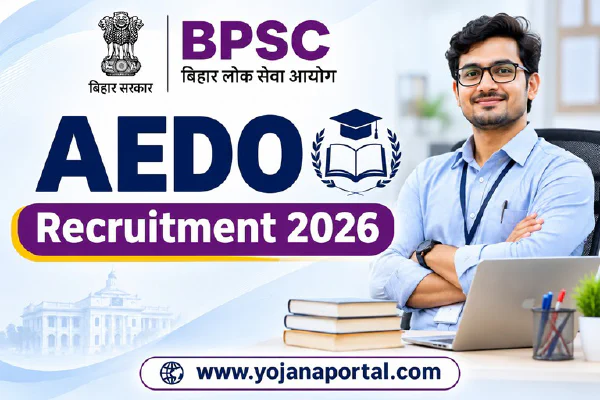 बिहार सरकार
BPSC
बिहार लोक सेवा आयोग
AEDO
Recruitment 2026
www.yojanaportal.com